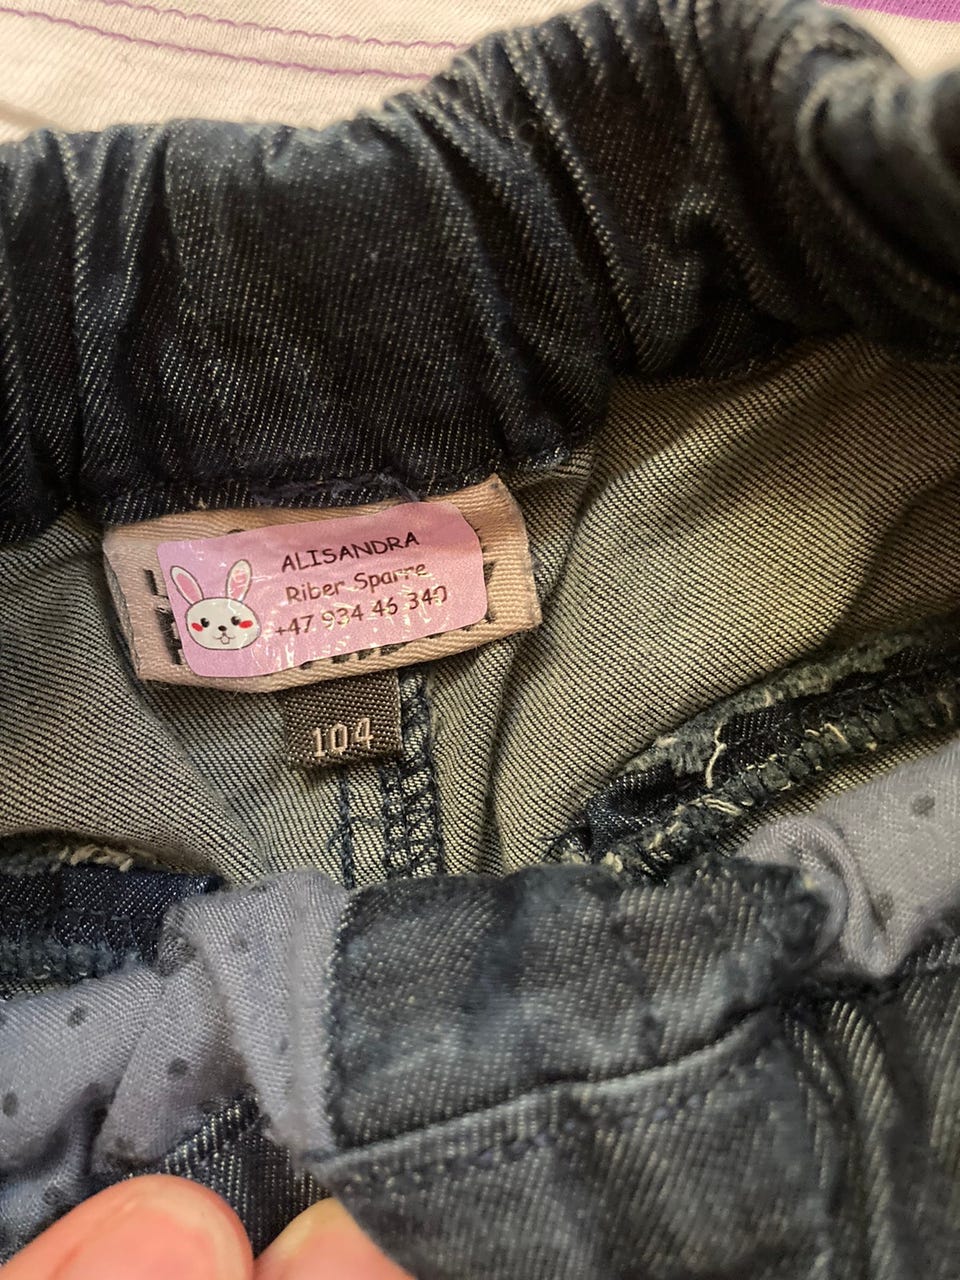 ALISANDRA
Riber Sparre
+47 934 46 340
104